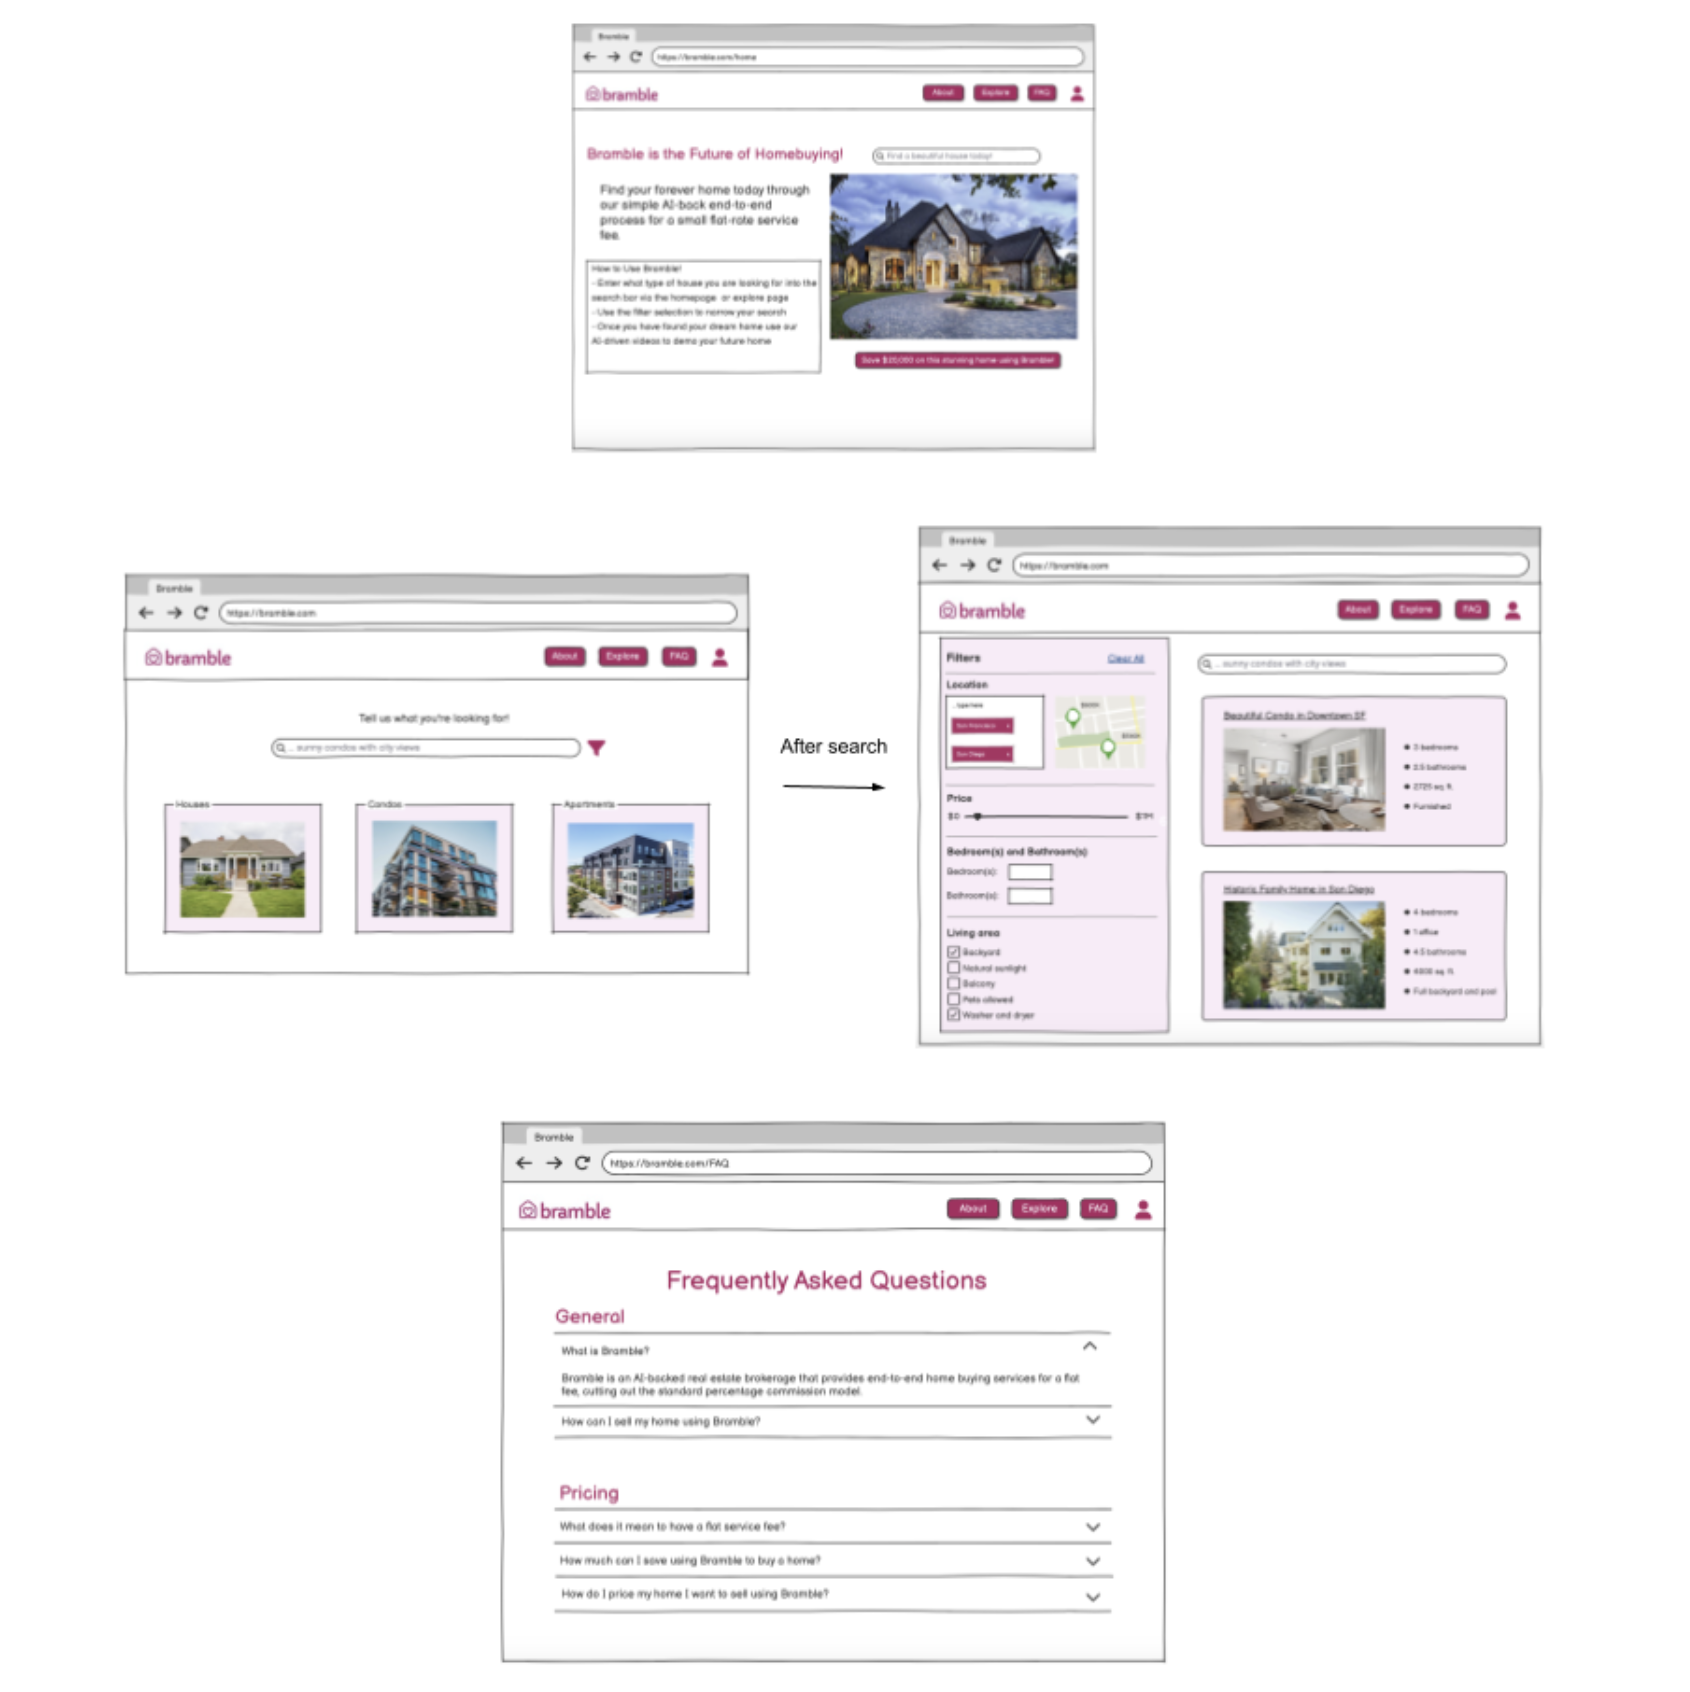 Bramble
https://bramble.com/home
bramble
About
Explore
FAQ
Bramble is the Future of Homebuying!
Find a beautiful house today!
Find your forever home today through
our simple AI-back end-to-end
process for a small flat-rate service
fee.
How to Use Bramble!
- Enter what type of house you are looking for into the
search bar via the homepage or explore page
- Use the filter selection to narrow your search
- Once you have found your dream home use our
AI-driven videos to demo your future home
Save $20,000 on this stunning home using Bramble!
Bramble
https://bramble.com
bramble
About
Explore
FAQ
Tell us what you're looking for!
... sunny condos with city views
Houses
Condos
Apartments
After search
Bramble
https://bramble.com
bramble
About
Explore
FAQ
Filters
Clear All
... sunny condos with city views
Location
... type here
San Francisco x
San Diego x
Price
$0
$1M
Bedroom(s) and Bathroom(s)
Bedroom(s):
Bathroom(s):
Living area
Backyard
Natural sunlight
Balcony
Pets allowed
Washer and dryer
Beautiful Condo in Downtown SF
3 bedrooms
2.5 bathrooms
2725 sq ft.
Furnished
Historic Family Home in San Diego
4 bedrooms
1 office
4.5 bathrooms
4000 sq. ft.
Full backyard and pool
Bramble
https://bramble.com/FAQ
bramble
About
Explore
FAQ
Frequently Asked Questions
General
What is Bramble?
Bramble is an AI-backed real estate brokerage that provides end-to-end home buying services for a flat
fee, cutting out the standard percentage commission model.
How can I sell my home using Bramble?
Pricing
What does it mean to have a flat service fee?
How much can I save using Bramble to buy a home?
How do I price my home I want to sell using Bramble?